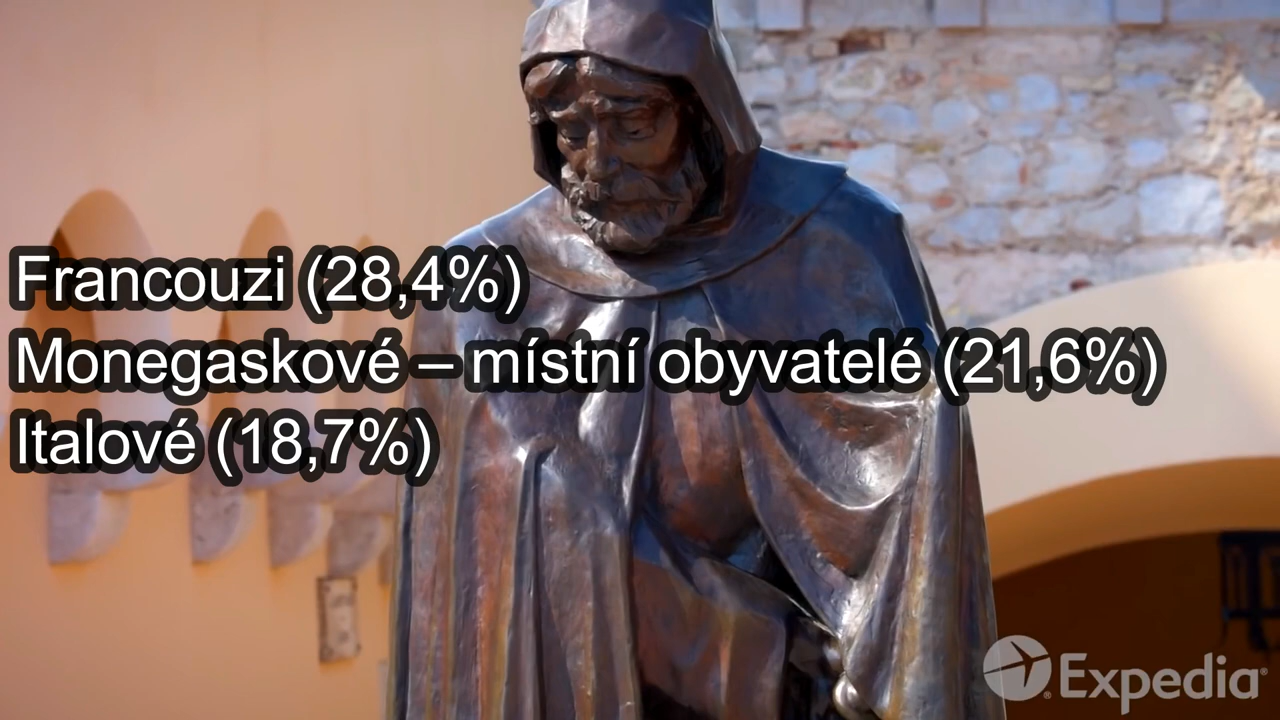 Francouzi (28,4%)
Monegaskové – místní obyvatelé (21,6%)
Italové (18,7%)
Expedia